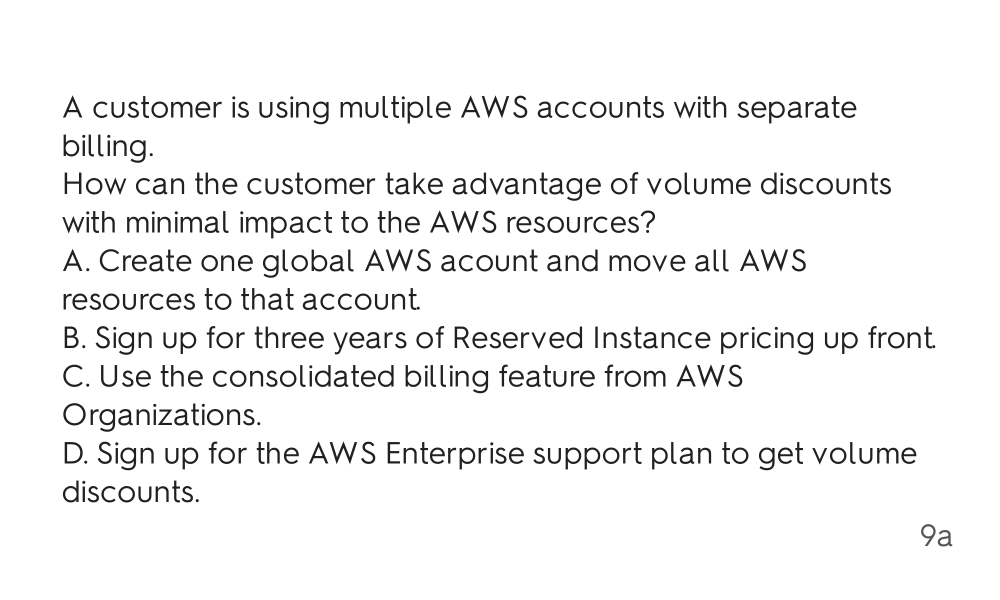 A customer is using multiple AWS accounts with separate
billing.
How can the customer take advantage of volume discounts
with minimal impact to the AWS resources?
A. Create one global AWS acount and move all AWS
resources to that account.
B. Sign up for three years of Reserved Instance pricing up front.
C. Use the consolidated billing feature from AWS
Organizations.
D. Sign up for the AWS Enterprise support plan to get volume
discounts.
9a